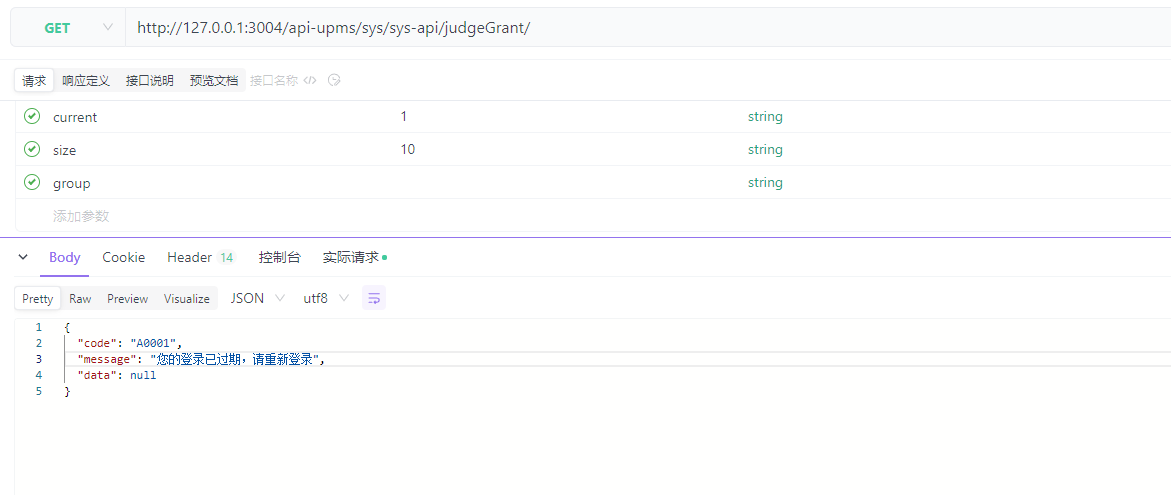 GET http://127.0.0.1:3004/api-upms/sys/sys-api/judgeGrant/
请求 响应定义 接口说明 预览文档 接口名称 </>
current 1 string
size 10 string
group string
添加参数
Body Cookie Header 14 控制台 实际请求
Pretty Raw Preview Visualize JSON utf8
1 {
2 "code": "A0001",
3 "message": "您的登录已过期，请重新登录",
4 "data": null
5 }